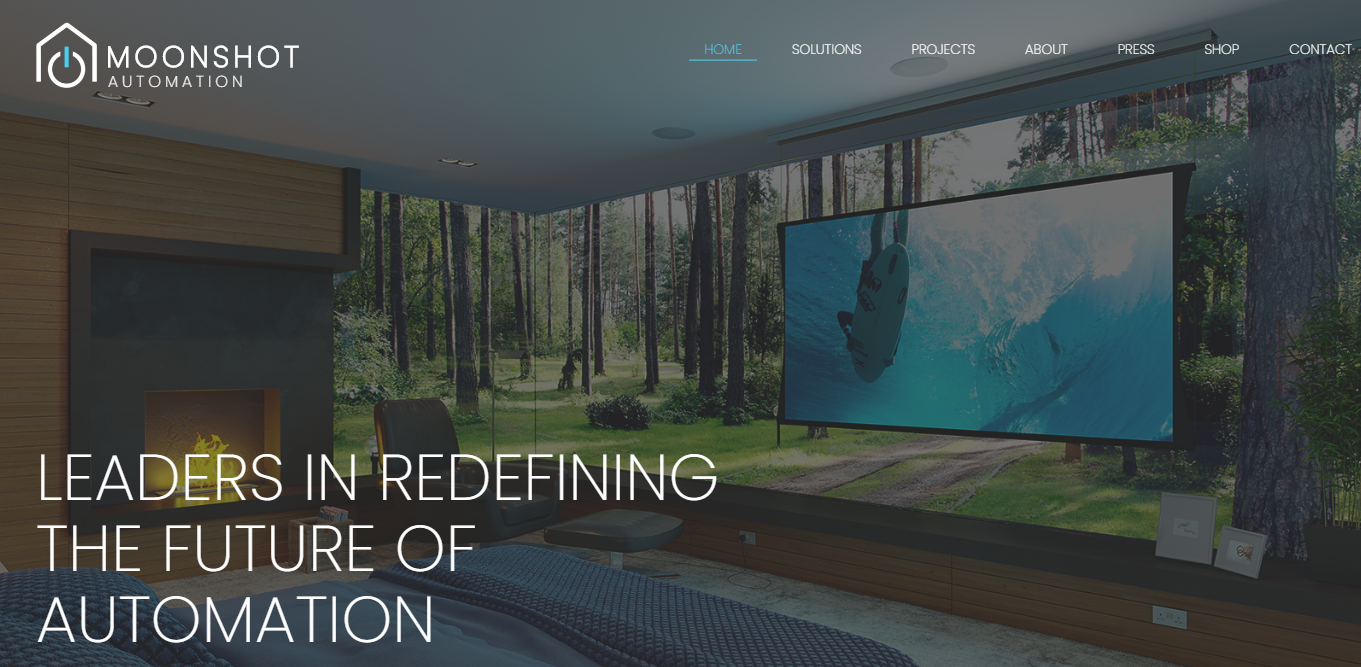 MOONSHOT
AUTOMATION
HOME SOLUTIONS PROJECTS ABOUT PRESS SHOP CONTACT
LEADERS IN REDEFINING
THE FUTURE OF
AUTOMATION